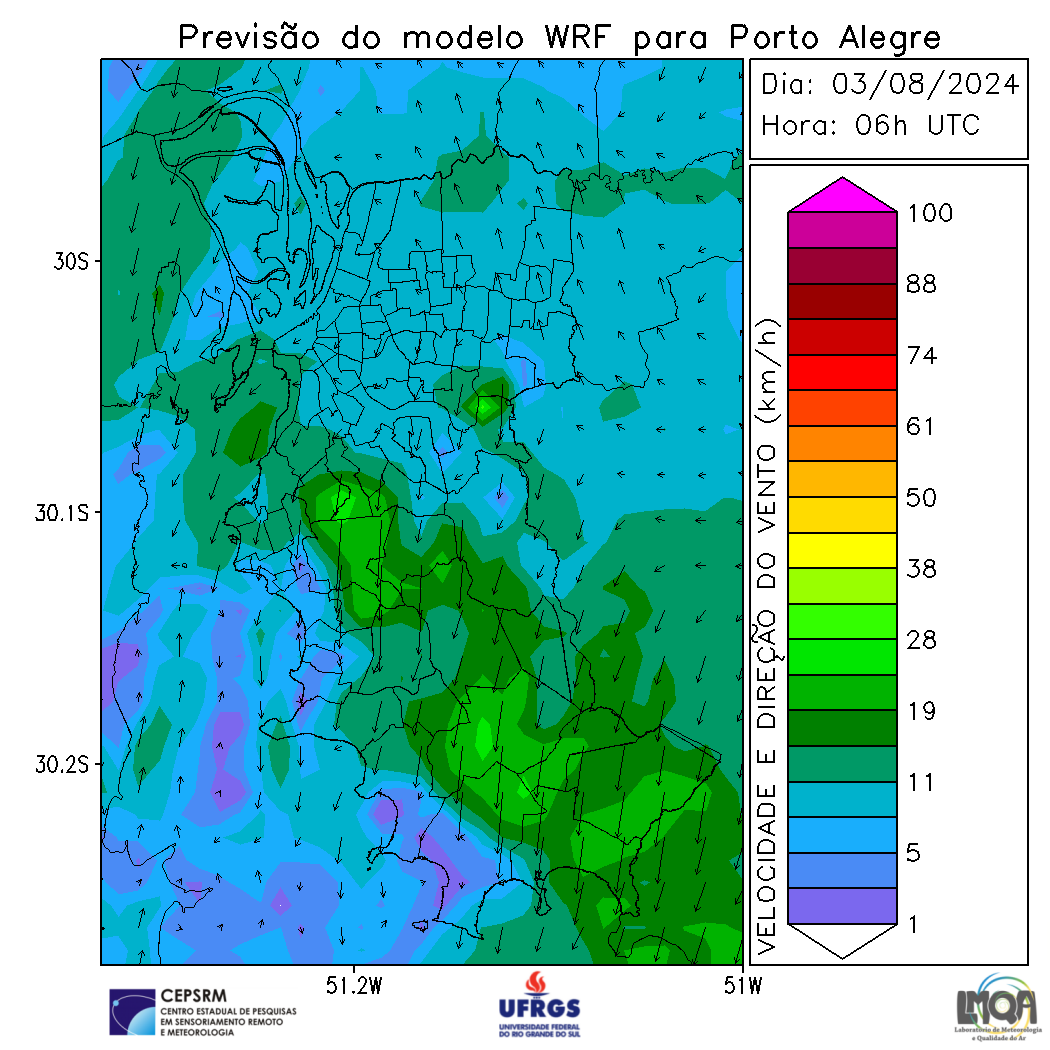 Previsão do modelo WRF para Porto Alegre
Dia: 03/08/2024
Hora: 06h UTC
30S
30.1S
30.2S
51.2W
51W
VELOCIDADE E DIREÇÃO DO VENTO (km/h)
100
88
74
61
50
38
28
19
11
5
1
CEPSRM
CENTRO ESTADUAL DE PESQUISAS
EM SENSORIAMENTO REMOTO
E METEOROLOGIA
UFRGS
UNIVERSIDADE FEDERAL
DO RIO GRANDE DO SUL
LMQA
Laboratório de Meteorologia
e Qualidade do Ar